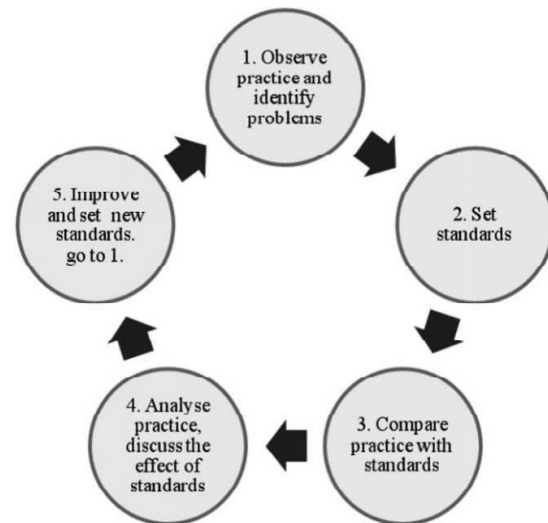 1. Observe
practice and
identify
problems
2. Set
standards
3. Compare
practice with
standards
4. Analyse
practice,
discuss the
effect of
standards
5. Improve
and set new
standards.
go to 1.